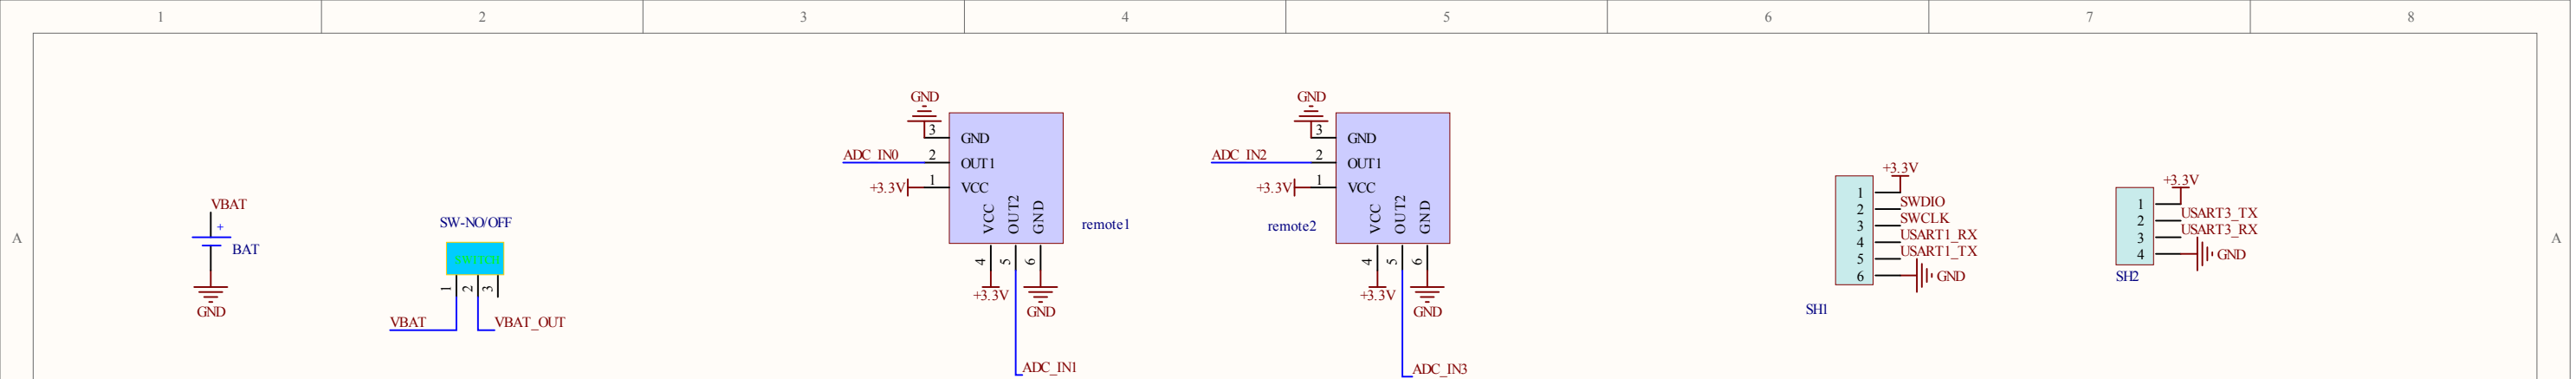 1 2 3 4 5 6 7 8
A A
VBAT
+
BAT
GND
SW-NO/OFF
1 2 3
VBAT VBAT_OUT
GND
3 GND
ADC_IN0 2 OUT1
+3.3V 1 VCC
VCC OUT2 GND
remote1
4 5 6
+3.3V
GND
ADC_IN1
GND
3 GND
ADC_IN2 2 OUT1
+3.3V 1 VCC
VCC OUT2 GND
remote2
4 5 6
+3.3V
GND
ADC_IN3
+3.3V
1
2 SWDIO
3 SWCLK
4 USART1_RX
5 USART1_TX
6 GND
SH1
+3.3V
1
2 USART3_TX
3 USART3_RX
4 GND
SH2